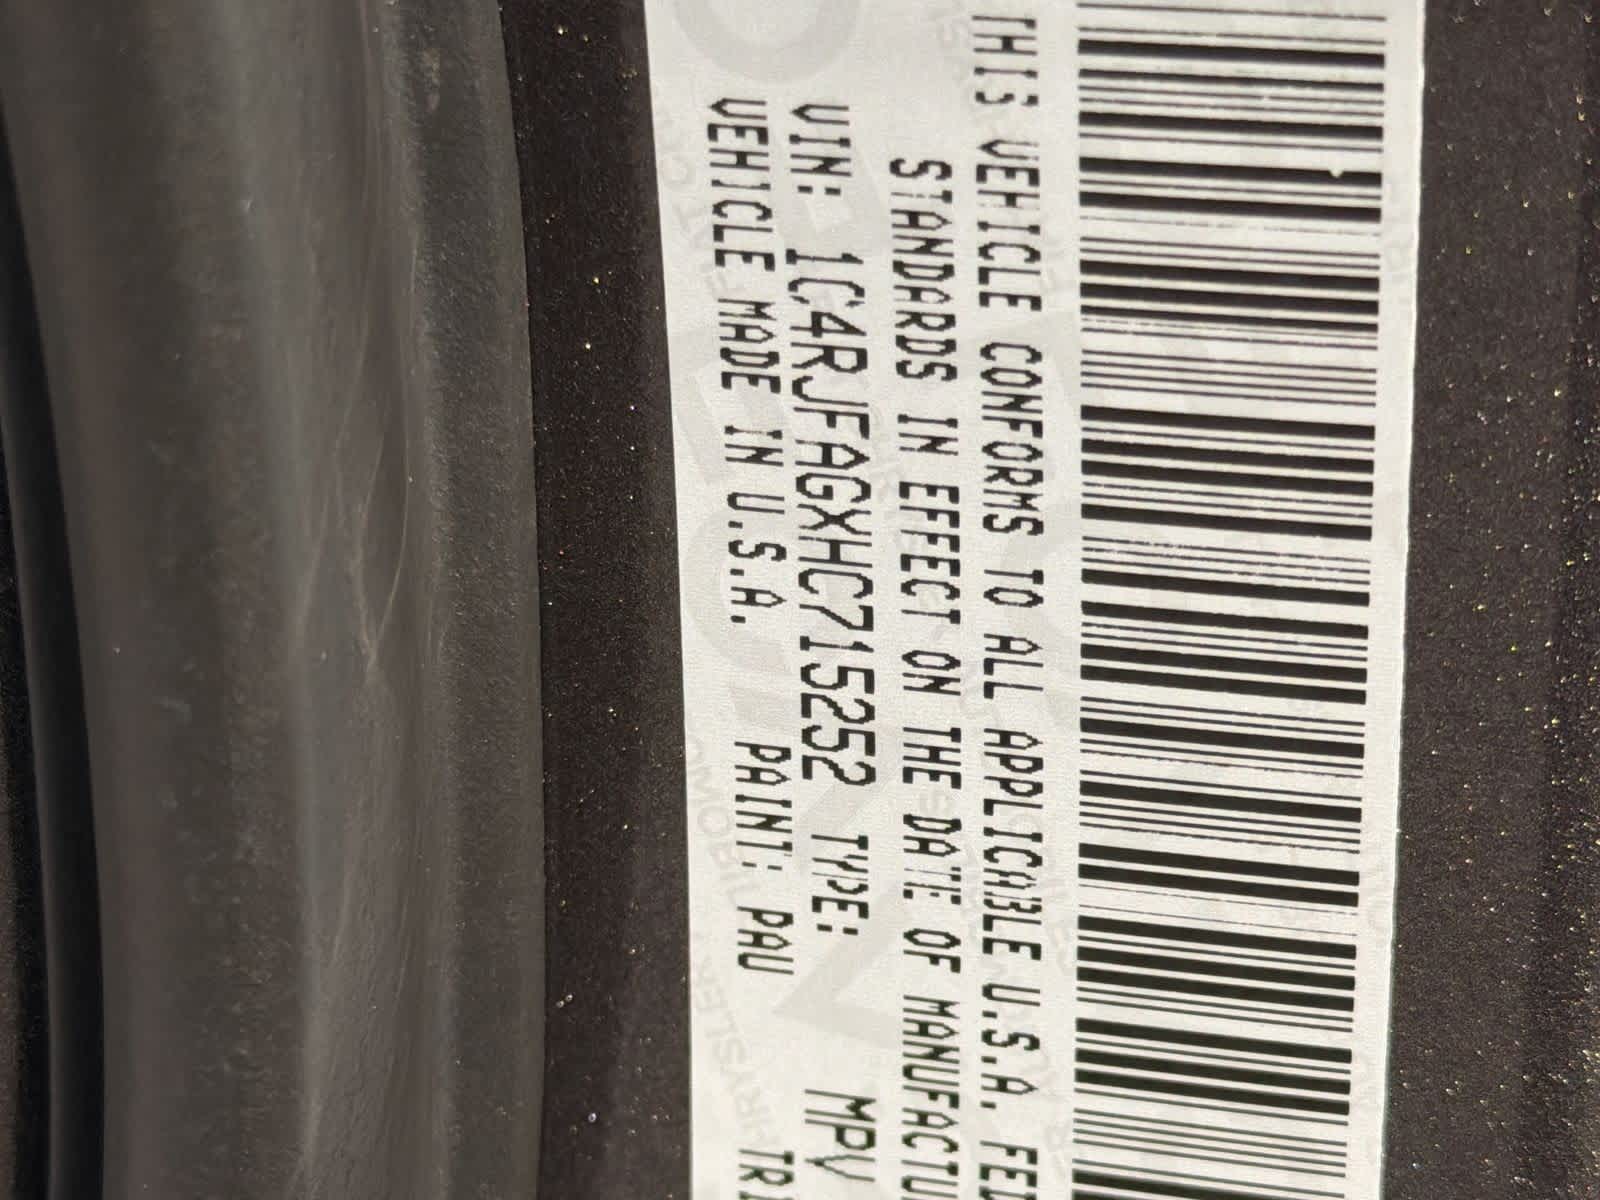 THIS VEHICLE CONFORMS TO ALL APPLICABLE U.S.A. FED
STANDARDS IN EFFECT ON THE DATE OF MANUFACTU
VIN: 1C4RJFAGXHC715252 TYPE: MPV
VEHICLE MADE IN U.S.A. PAINT: PAU TRI